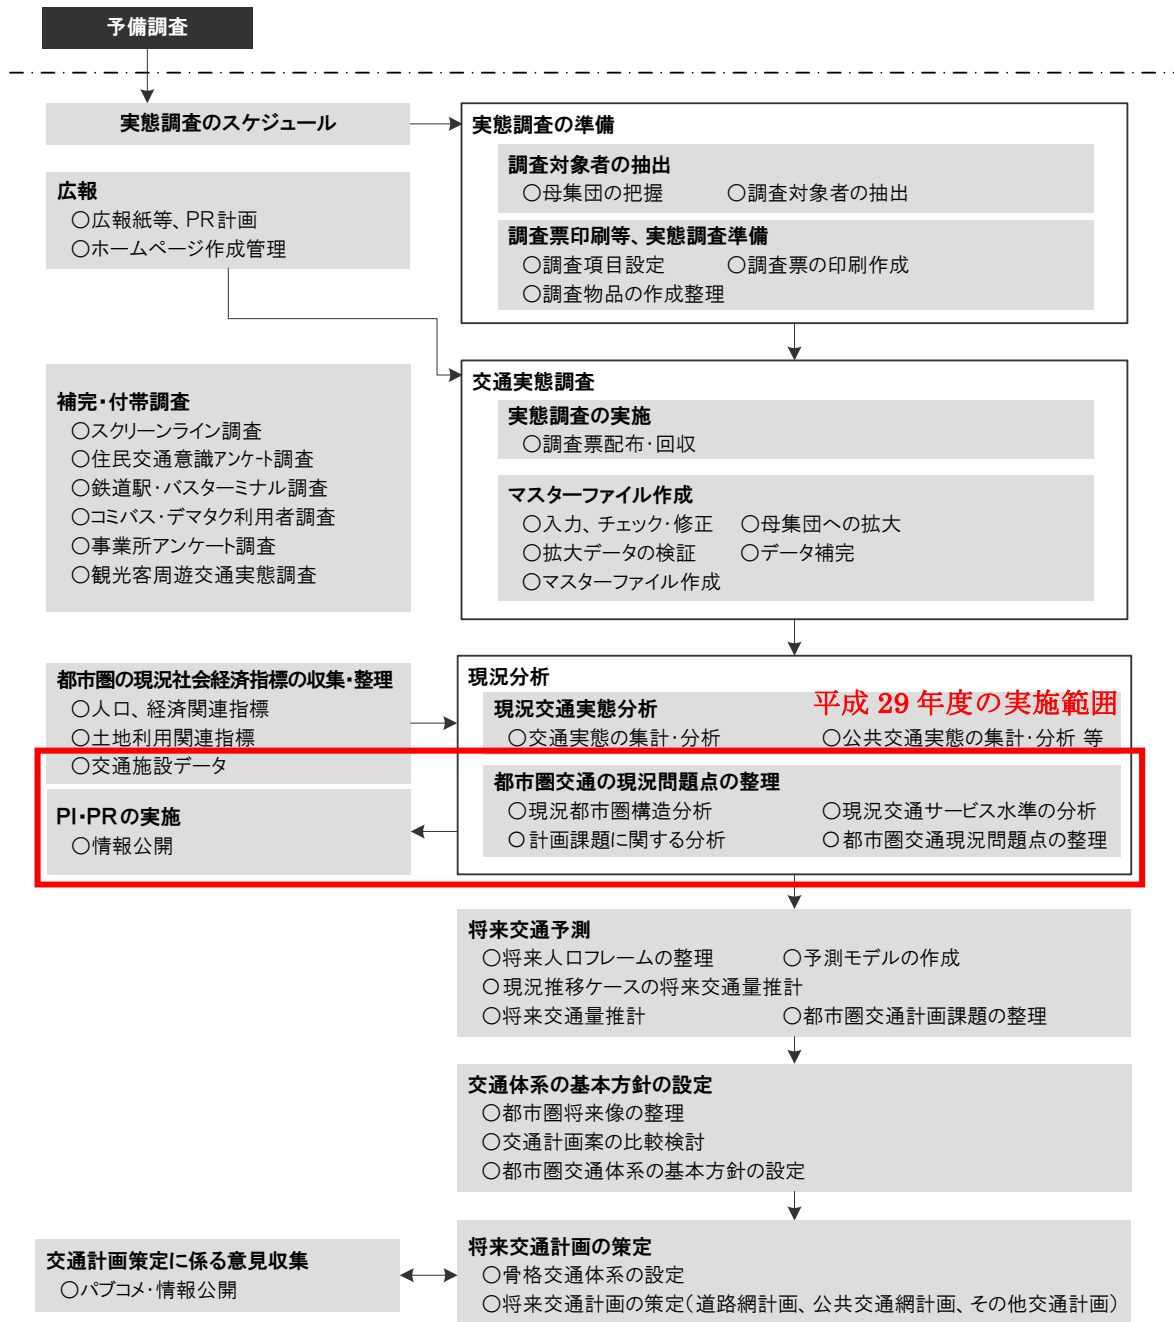 予備調査
実態調査のスケジュール
実態調査の準備
調査対象者の抽出
○母集団の把握 ○調査対象者の抽出
調査票印刷等、実態調査準備
○調査項目設定 ○調査票の印刷作成
○調査物品の作成整理
広報
○広報紙等、PR計画
○ホームページ作成管理
交通実態調査
実態調査の実施
○調査票配布・回収
マスターファイル作成
○入力、チェック・修正 ○母集団への拡大
○拡大データの検証 ○データ補完
○マスターファイル作成
補完・付帯調査
○スクリーンライン調査
○住民交通意識アンケート調査
○鉄道駅・バスターミナル調査
○コミバス・デマタク利用者調査
○事業所アンケート調査
○観光客周遊交通実態調査
都市圏の現況社会経済指標の収集・整理
○人口、経済関連指標
○土地利用関連指標
○交通施設データ
現況分析
平成 29 年度の実施範囲
現況交通実態分析
○交通実態の集計・分析 ○公共交通実態の集計・分析 等
都市圏交通の現況問題点の整理
○現況都市圏構造分析 ○現況交通サービス水準の分析
○計画課題に関する分析 ○都市圏交通現況問題点の整理
PI・PRの実施
○情報公開
将来交通予測
○将来人口フレームの整理 ○予測モデルの作成
○現況推移ケースの将来交通量推計
○将来交通量推計 ○都市圏交通計画課題の整理
交通体系の基本方針の設定
○都市圏将来像の整理
○交通計画案の比較検討
○都市圏交通体系の基本方針の設定
将来交通計画の策定
○骨格交通体系の設定
○将来交通計画の策定（道路網計画、公共交通網計画、その他交通計画）
交通計画策定に係る意見収集
○パブコメ・情報公開